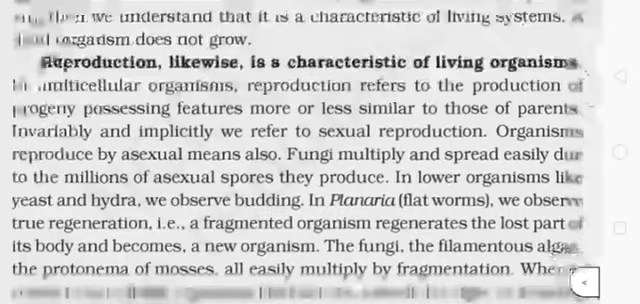 then we understand that it is a characteristic of living systems. A
dead organism does not grow.
Reproduction, likewise, is a characteristic of living organisms.
In multicellular organisms, reproduction refers to the production of
progeny possessing features more or less similar to those of parents.
Invariably and implicitly we refer to sexual reproduction. Organisms
reproduce by asexual means also. Fungi multiply and spread easily due
to the millions of asexual spores they produce. In lower organisms like
yeast and hydra, we observe budding. In Planaria (flat worms), we observe
true regeneration, i.e., a fragmented organism regenerates the lost part of
its body and becomes, a new organism. The fungi, the filamentous algae,
the protonema of mosses, all easily multiply by fragmentation. When